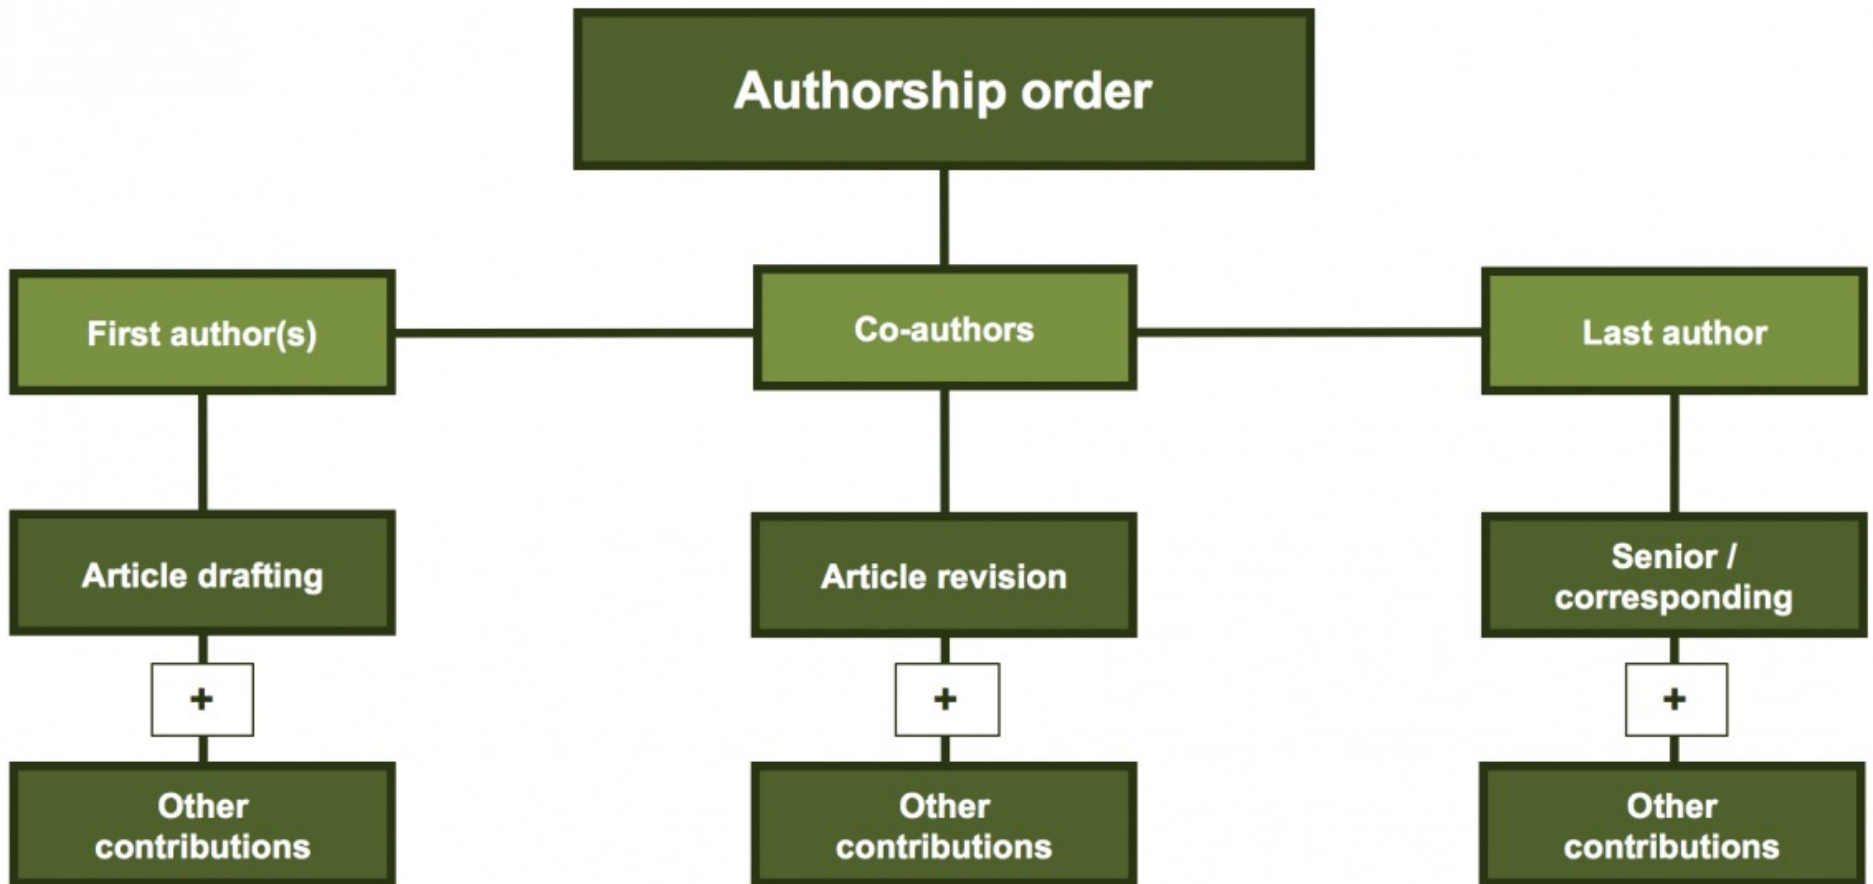 Authorship order
First author(s)
Co-authors
Last author
Article drafting
Article revision
Senior /
corresponding
+
+
+
Other
contributions
Other
contributions
Other
contributions